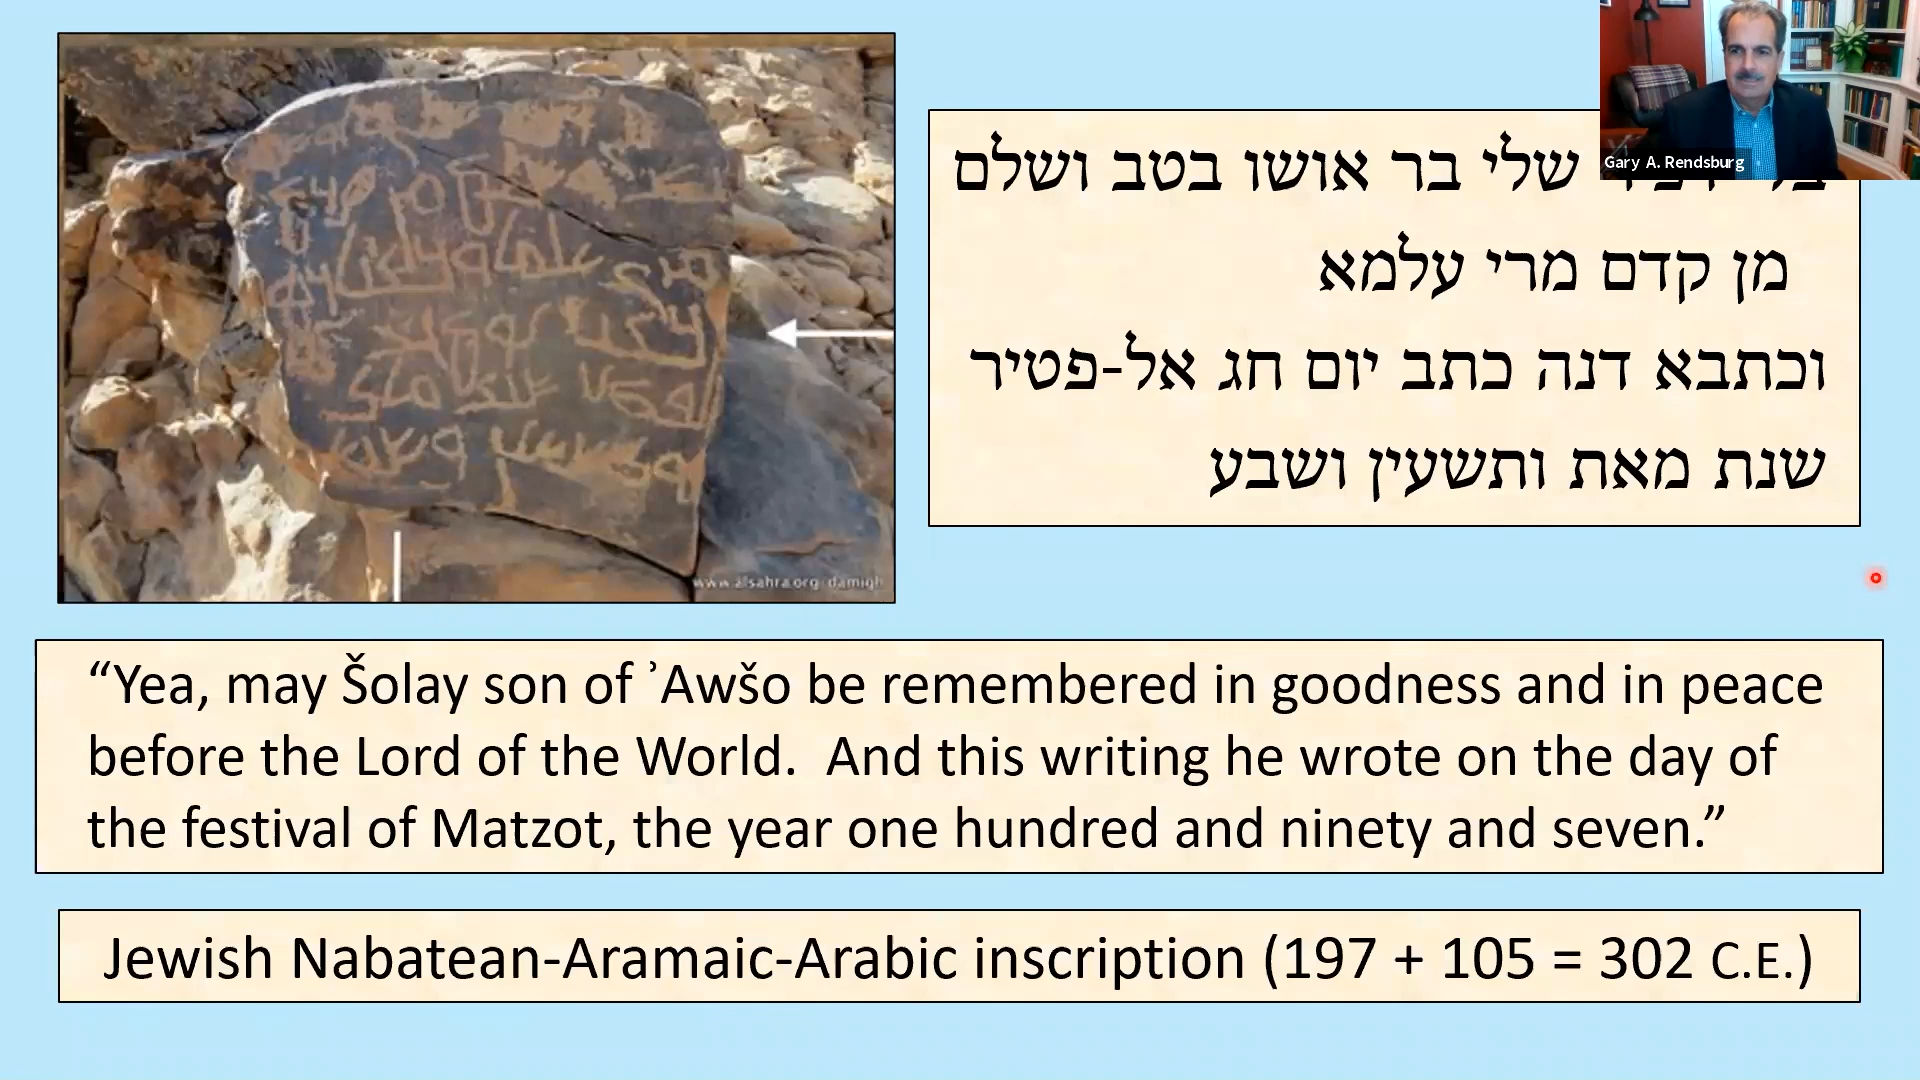 www.alsahra.org/damigh
שלי בר אושו בטב ושלם
מן קדם מרי עלמא
וכתבא דנה כתב יום חג אל-פטיר
שנת מאת ותשעין ושבע
Gary A. Rendsburg
“Yea, may Šolay son of ʾAwšo be remembered in goodness and in peace
before the Lord of the World. And this writing he wrote on the day of
the festival of Matzot, the year one hundred and ninety and seven.”
Jewish Nabatean-Aramaic-Arabic inscription (197 + 105 = 302 C.E.)